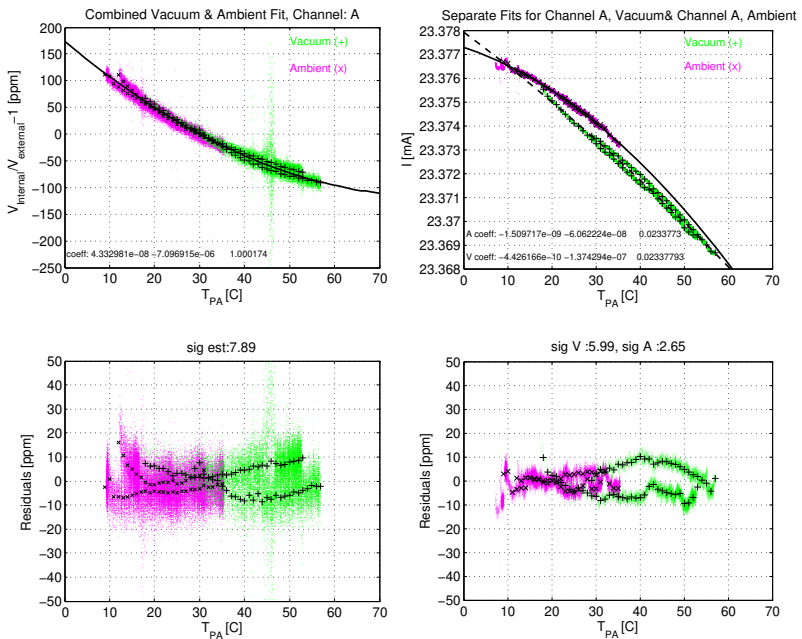 Combined Vacuum & Ambient Fit, Channel: A
200
150
100
50
0
−50
−100
−150
−200
−250
V_Internal/V_external−1 [ppm]
Vacuum (+)
Ambient (x)
coeff: 4.332981e−08 −7.096915e−06 1.000174
0 10 20 30 40 50 60 70
T_PA [C]
Separate Fits for Channel A, Vacuum& Channel A, Ambient
23.378
23.377
23.376
23.375
23.374
23.373
23.372
23.371
23.37
23.369
23.368
I [mA]
Vacuum (+)
Ambient (x)
A coeff: −1.509717e−09 −6.062224e−08 0.0233773
V coeff: −4.426166e−10 −1.374294e−07 0.02337793
0 10 20 30 40 50 60 70
T_PA [C]
sig est:7.89
50
40
30
20
10
0
−10
−20
−30
−40
−50
Residuals [ppm]
0 10 20 30 40 50 60 70
T_PA [C]
sig V :5.99, sig A :2.65
50
40
30
20
10
0
−10
−20
−30
−40
−50
Residuals [ppm]
0 10 20 30 40 50 60 70
T_PA [C]